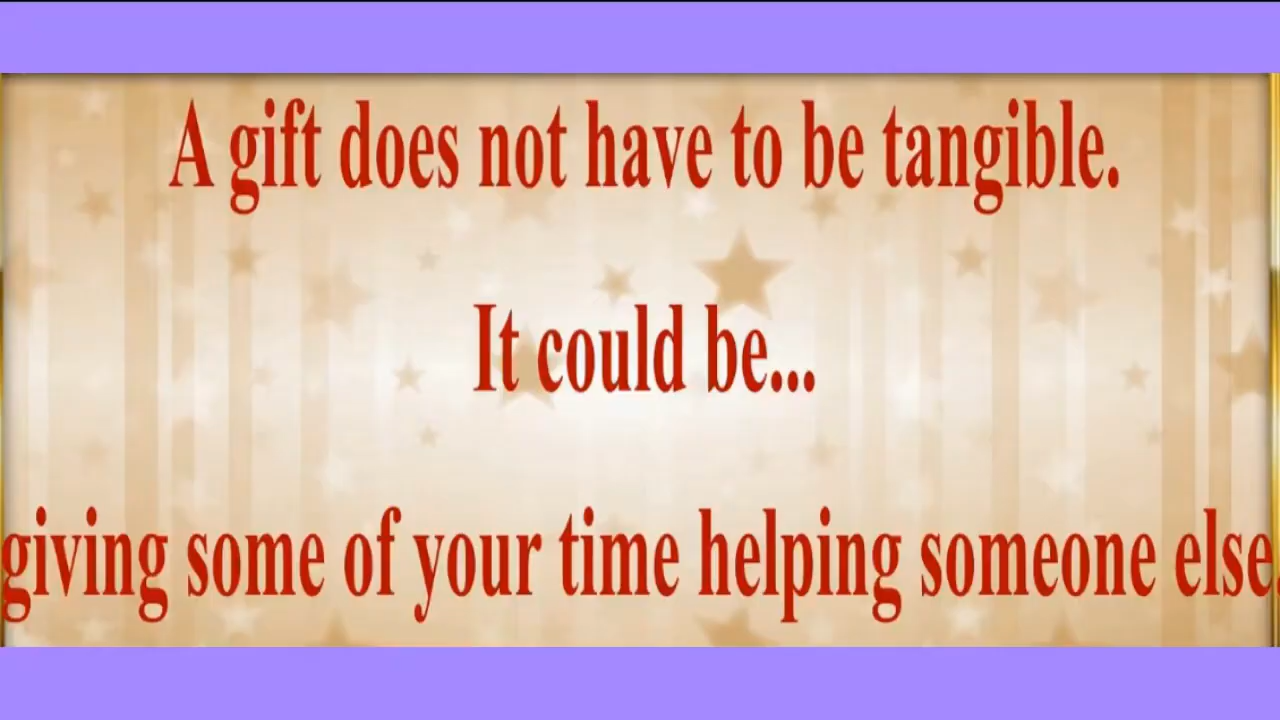 A gift does not have to be tangible.
It could be...
giving some of your time helping someone else.